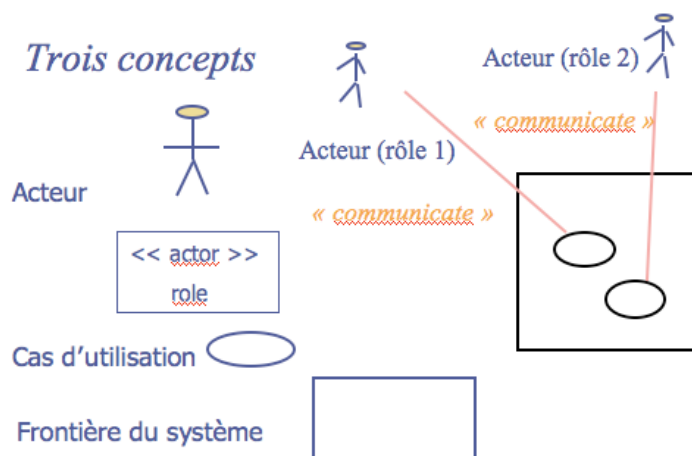 Trois concepts
Acteur (rôle 2)
« communicate »
Acteur (rôle 1)
Acteur
« communicate »
<< actor >>
role
Cas d’utilisation
Frontière du système